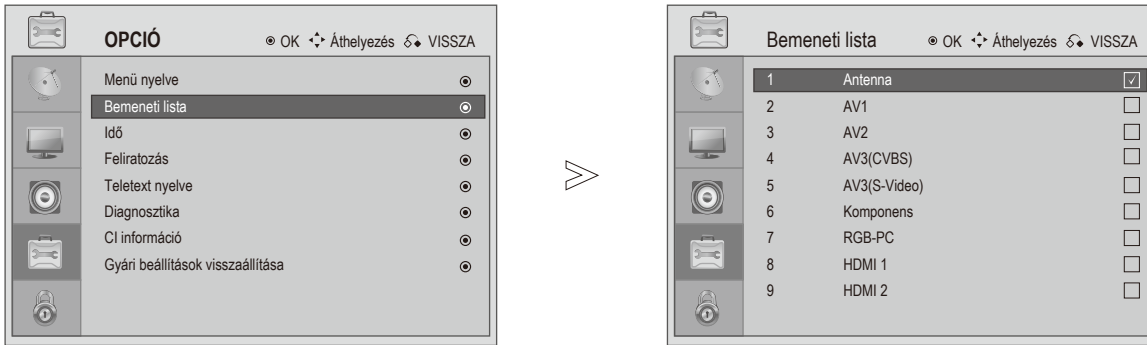 OPCIÓ OK Áthelyezés VISSZA
Menü nyelve
Bemeneti lista
Idő
Feliratozás
Teletext nyelve
Diagnosztika
CI információ
Gyári beállítások visszaállítása
Bemeneti lista OK Áthelyezés VISSZA
1 Antenna
2 AV1
3 AV2
4 AV3(CVBS)
5 AV3(S-Video)
6 Komponens
7 RGB-PC
8 HDMI 1
9 HDMI 2